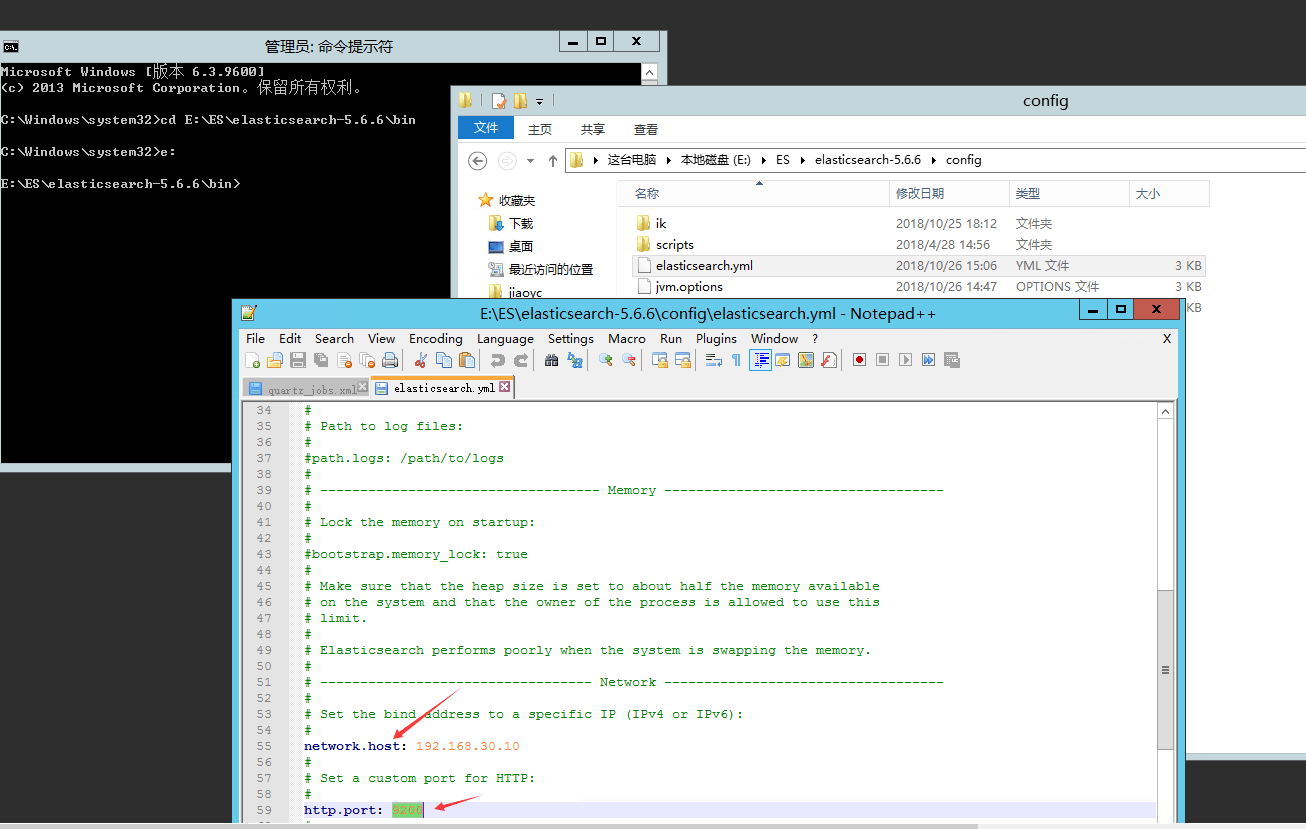 管理员: 命令提示符
Microsoft Windows [版本 6.3.9600]
(c) 2013 Microsoft Corporation。保留所有权利。
C:\Windows\system32>cd E:\ES\elasticsearch-5.6.6\bin
C:\Windows\system32>e:
E:\ES\elasticsearch-5.6.6\bin>
config
文件 主页 共享 查看
这台电脑 本地磁盘 (E:) ES elasticsearch-5.6.6 config
收藏夹
下载
桌面
最近访问的位置
jiaoyc
名称 修改日期 类型 大小
ik 2018/10/25 18:12 文件夹
scripts 2018/4/28 14:56 文件夹
elasticsearch.yml 2018/10/26 15:06 YML 文件 3 KB
jvm.options 2018/10/26 14:47 OPTIONS 文件 3 KB
KB
E:\ES\elasticsearch-5.6.6\config\elasticsearch.yml - Notepad++
File Edit Search View Encoding Language Settings Macro Run Plugins Window ? X
quartz_jobs.xml elasticsearch.yml
34 #
35 # Path to log files:
36 #
37 #path.logs: /path/to/logs
38 #
39 # ----------------------------------- Memory -----------------------------------
40 #
41 # Lock the memory on startup:
42 #
43 #bootstrap.memory_lock: true
44 #
45 # Make sure that the heap size is set to about half the memory available
46 # on the system and that the owner of the process is allowed to use this
47 # limit.
48 #
49 # Elasticsearch performs poorly when the system is swapping the memory.
50 #
51 # ---------------------------------- Network -----------------------------------
52 #
53 # Set the bind address to a specific IP (IPv4 or IPv6):
54 #
55 network.host: 192.168.30.10
56 #
57 # Set a custom port for HTTP:
58 #
59 http.port: 9200